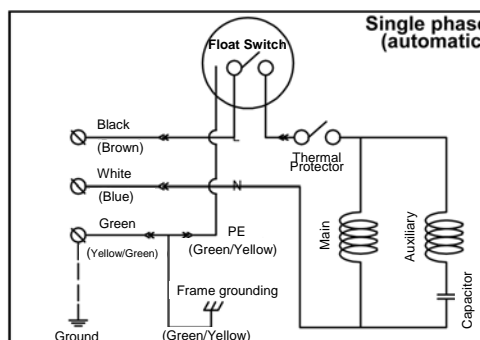 Single phase
(automatic
Float Switch
Black
(Brown)
L
Thermal
Protector
White
(Blue)
N
Green
(Yellow/Green)
PE
(Green/Yellow)
Main
Auxiliary
Capacitor
Frame grounding
Ground
(Green/Yellow)